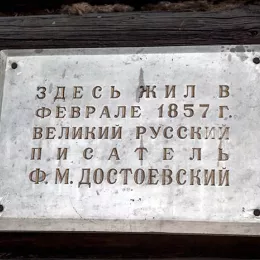 ЗДЕСЬ ЖИЛ В
ФЕВРАЛЕ 1857 Г.
ВЕЛИКИЙ РУССКИЙ
ПИСАТЕЛЬ
Ф. М. ДОСТОЕВСКИЙ